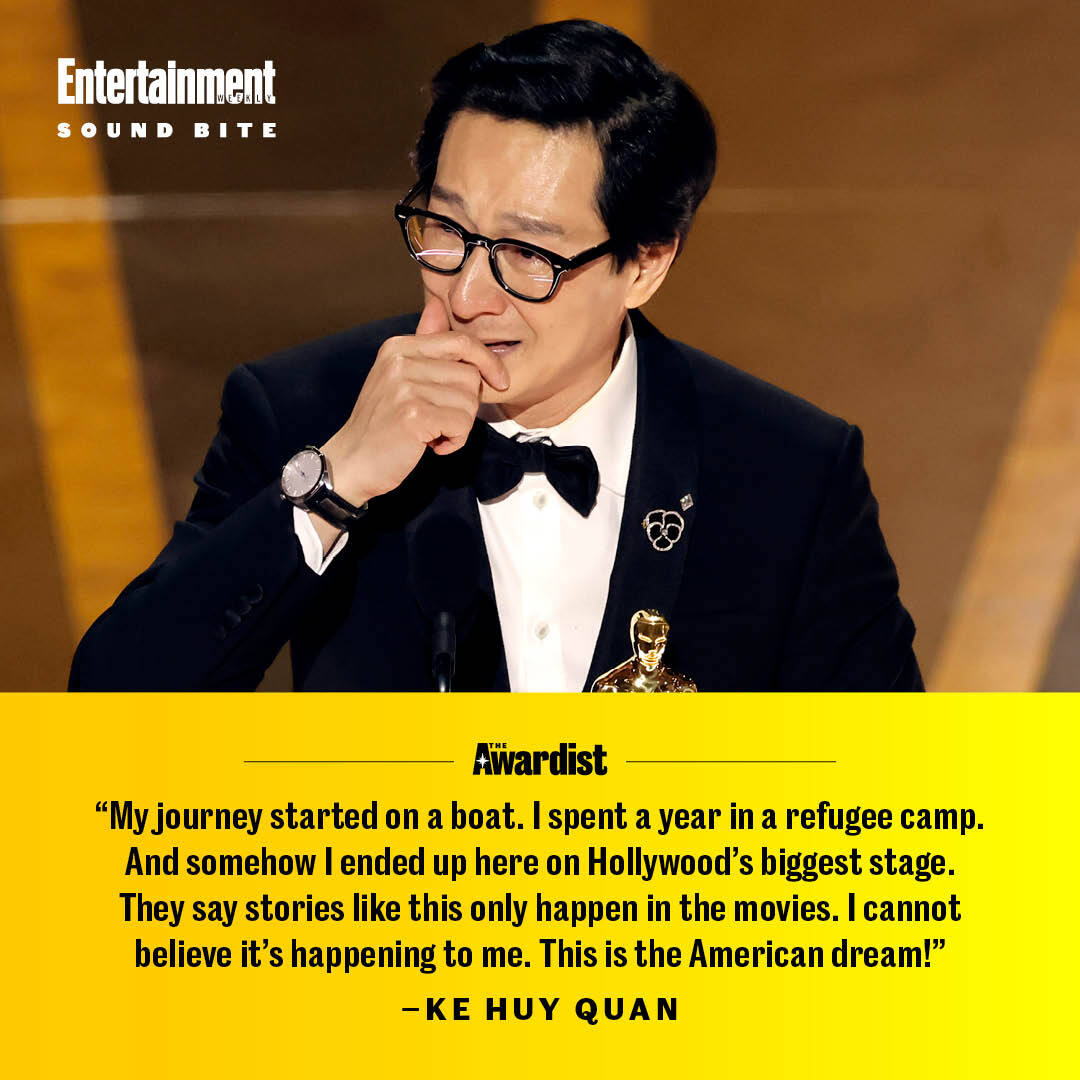 Entertainment
WEEKLY
SOUND BITE
THE
Awardist
“My journey started on a boat. I spent a year in a refugee camp.
And somehow I ended up here on Hollywood’s biggest stage.
They say stories like this only happen in the movies. I cannot
believe it’s happening to me. This is the American dream!”
–KE HUY QUAN